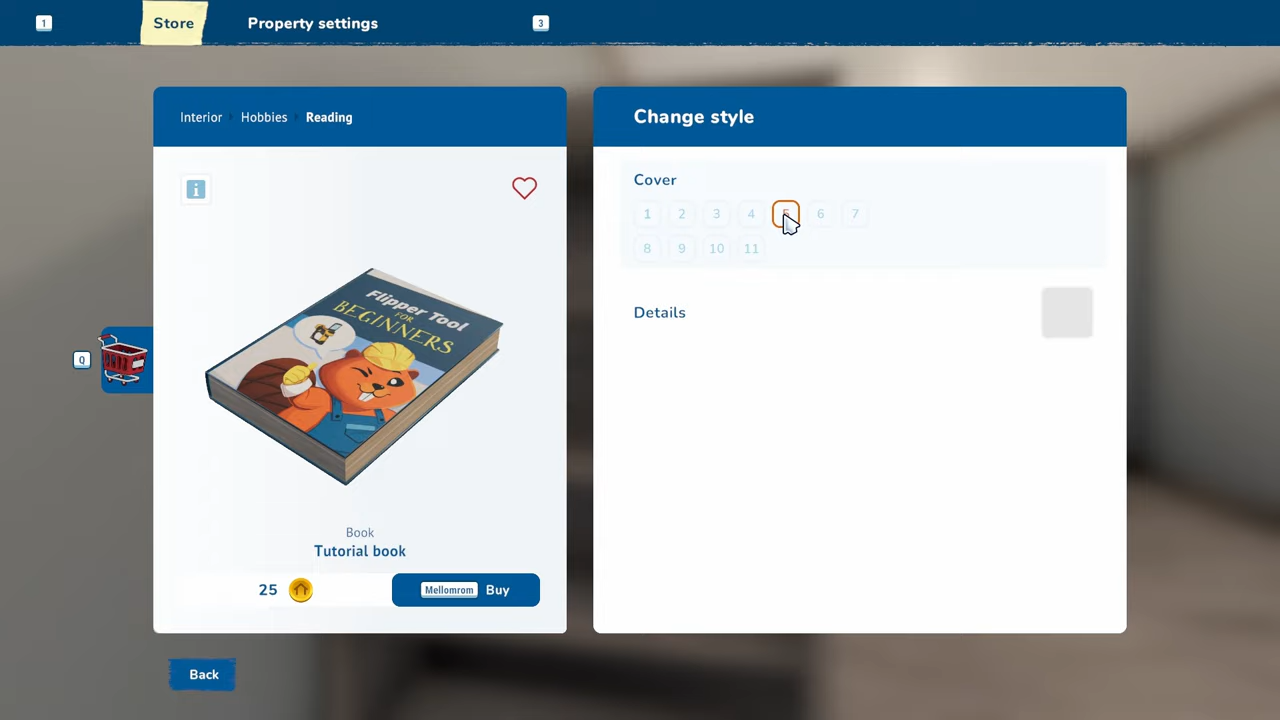 1 Store Property settings 3
Interior Hobbies Reading
Change style
i
Cover
1 2 3 4 5 6 7
8 9 10 11
Details
Flipper Tool
FOR
BEGINNERS
Q
Book
Tutorial book
25 Mellomrom Buy
Back